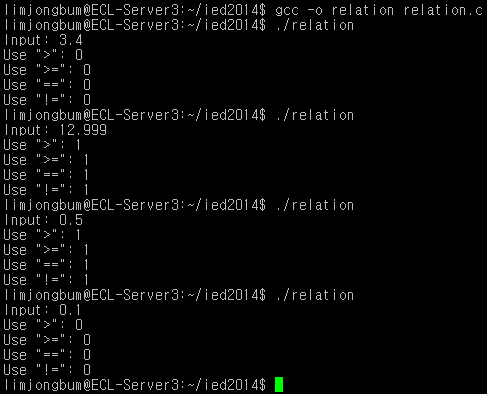 limjongbum@ECL-Server3:~/ied2014$ gcc -o relation relation.c
limjongbum@ECL-Server3:~/ied2014$ ./relation
Input: 3.4
Use ">": 0
Use ">=": 0
Use "==": 0
Use "!=": 0
limjongbum@ECL-Server3:~/ied2014$ ./relation
Input: 12.999
Use ">": 1
Use ">=": 1
Use "==": 1
Use "!=": 1
limjongbum@ECL-Server3:~/ied2014$ ./relation
Input: 0.5
Use ">": 1
Use ">=": 1
Use "==": 1
Use "!=": 1
limjongbum@ECL-Server3:~/ied2014$ ./relation
Input: 0.1
Use ">": 0
Use ">=": 0
Use "==": 0
Use "!=": 0
limjongbum@ECL-Server3:~/ied2014$